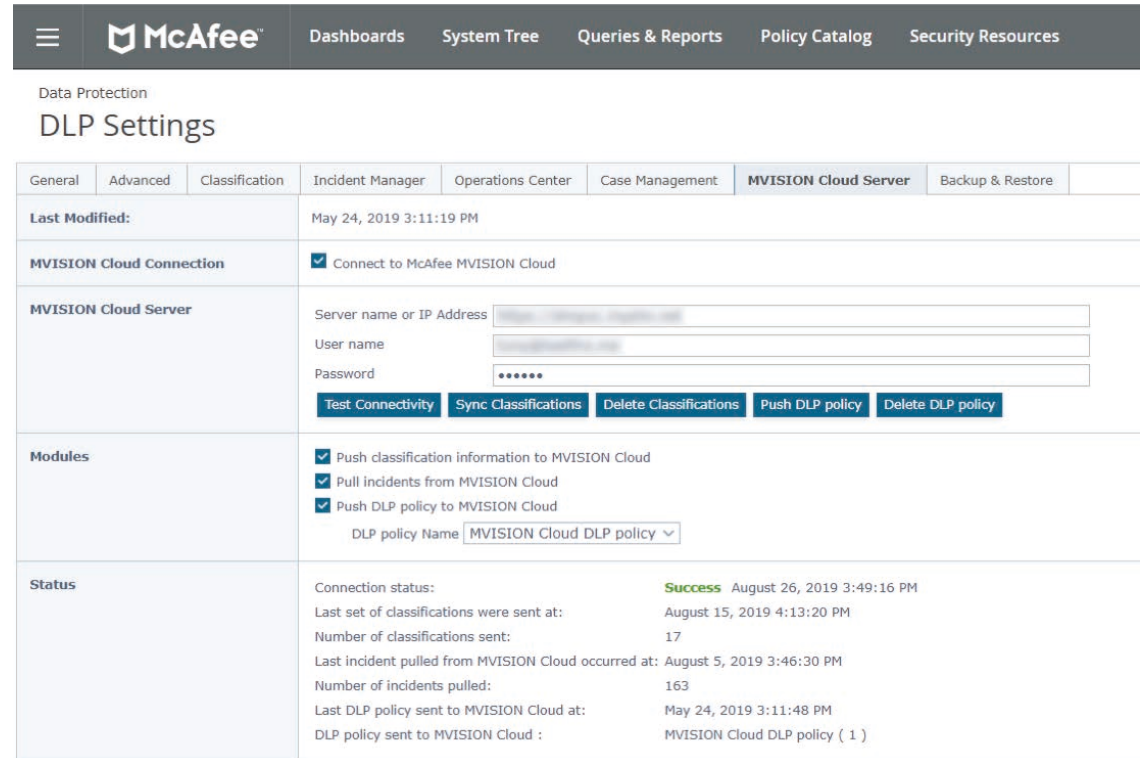 McAfee™ Dashboards System Tree Queries & Reports Policy Catalog Security Resources
Data Protection
DLP Settings
General Advanced Classification Incident Manager Operations Center Case Management MVISION Cloud Server Backup & Restore
Last Modified: May 24, 2019 3:11:19 PM
MVISION Cloud Connection Connect to McAfee MVISION Cloud
MVISION Cloud Server Server name or IP Address
User name
Password ••••••
Test Connectivity Sync Classifications Delete Classifications Push DLP policy Delete DLP policy
Modules Push classification information to MVISION Cloud
Pull incidents from MVISION Cloud
Push DLP policy to MVISION Cloud
DLP policy Name MVISION Cloud DLP policy
Status Connection status: Success August 26, 2019 3:49:16 PM
Last set of classifications were sent at: August 15, 2019 4:13:20 PM
Number of classifications sent: 17
Last incident pulled from MVISION Cloud occurred at: August 5, 2019 3:46:30 PM
Number of incidents pulled: 163
Last DLP policy sent to MVISION Cloud at: May 24, 2019 3:11:48 PM
DLP policy sent to MVISION Cloud : MVISION Cloud DLP policy ( 1 )